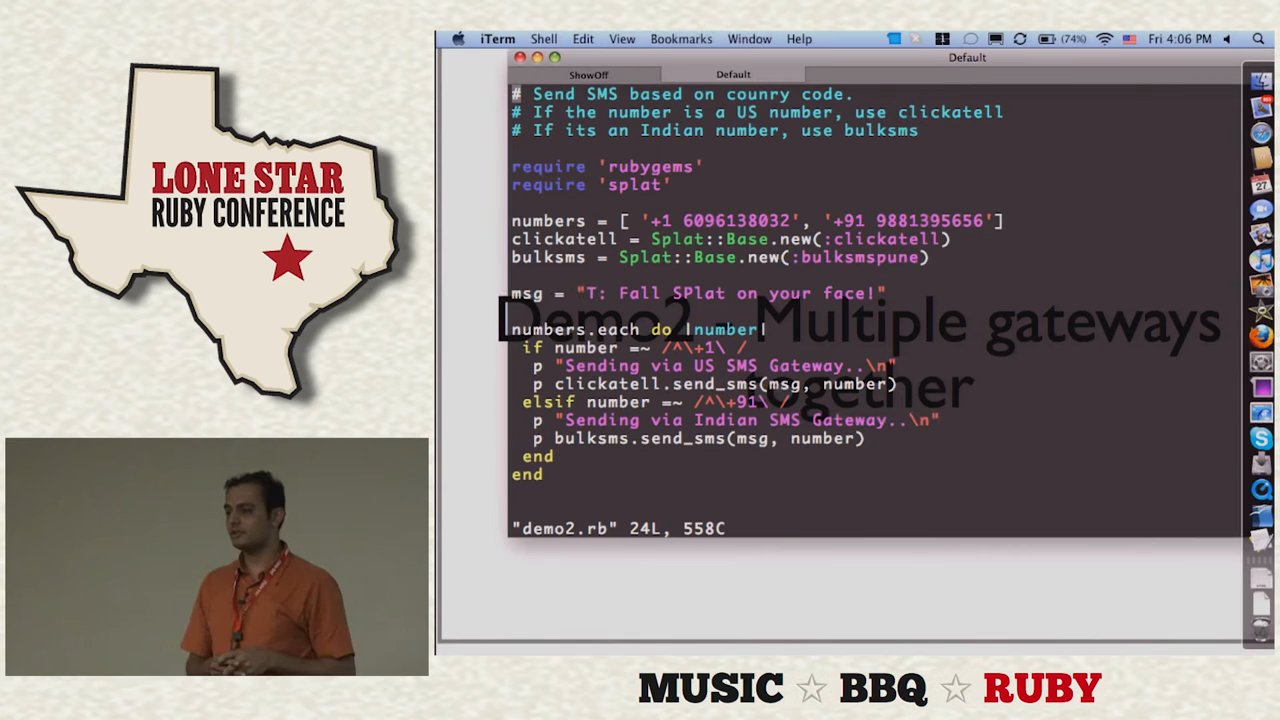 LONE STAR
RUBY CONFERENCE
iTerm Shell Edit View Bookmarks Window Help (74%) Fri 4:06 PM
Default
ShowOff Default
# Send SMS based on counry code.
# If the number is a US number, use clickatell
# If its an Indian number, use bulksms
require 'rubygems'
require 'splat'
numbers = [ '+1 6096138032', '+91 9881395656']
clickatell = Splat::Base.new(:clickatell)
bulksms = Splat::Base.new(:bulksmspune)
msg = "T: Fall SPlat on your face!"
numbers.each do |number|
if number =~ /^\+1\ /
p "Sending via US SMS Gateway..\n"
p clickatell.send_sms(msg, number)
elsif number =~ /^\+91\ /
p "Sending via Indian SMS Gateway..\n"
p bulksms.send_sms(msg, number)
end
end
"demo2.rb" 24L, 558C
Demo2 - Multiple gateways
together
27
MUSIC ☆ BBQ ☆ RUBY